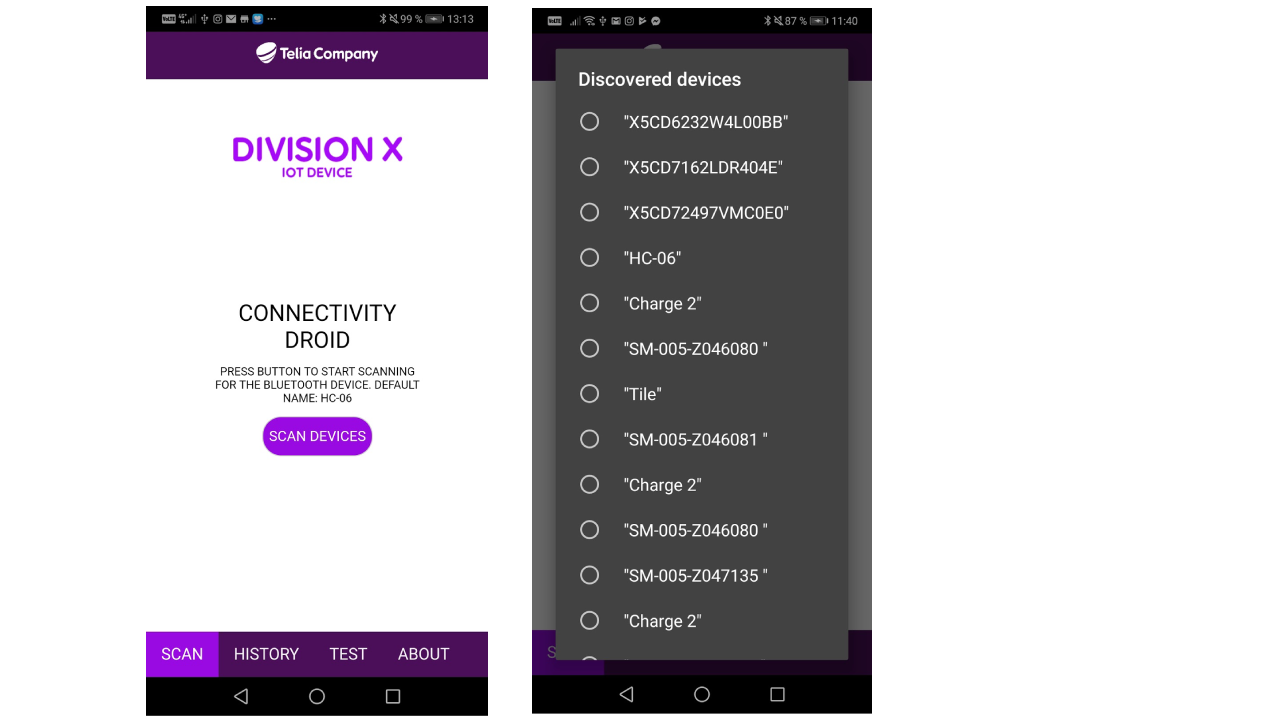 99 % 13:13
Telia Company
DIVISION X
IOT DEVICE
CONNECTIVITY
DROID
PRESS BUTTON TO START SCANNING
FOR THE BLUETOOTH DEVICE. DEFAULT
NAME: HC-06
SCAN DEVICES
SCAN HISTORY TEST ABOUT
87 % 11:40
Discovered devices
"X5CD6232W4L00BB"
"X5CD7162LDR404E"
"X5CD72497VMC0E0"
"HC-06"
"Charge 2"
"SM-005-Z046080 "
"Tile"
"SM-005-Z046081 "
"Charge 2"
"SM-005-Z046080 "
"SM-005-Z047135 "
"Charge 2"